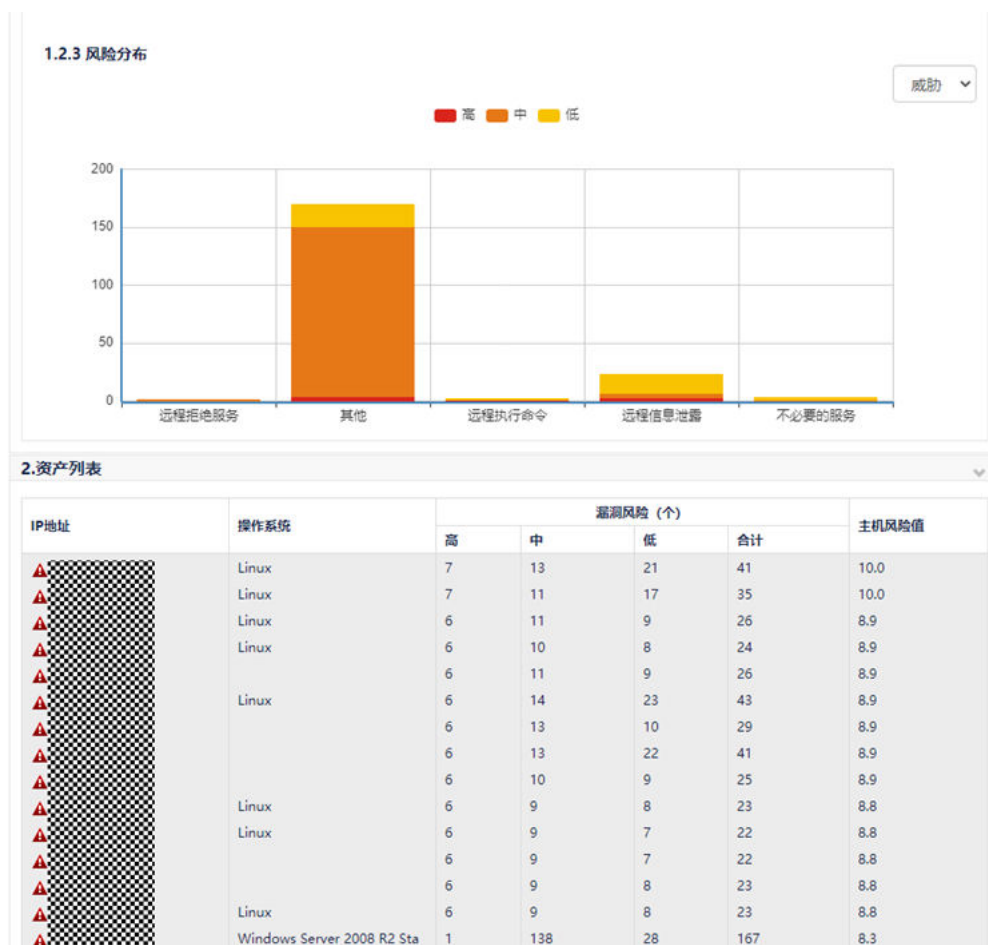 1.2.3 风险分布
威胁
高 中 低
200
150
100
50
0
远程拒绝服务 其他 远程执行命令 远程信息泄露 不必要的服务
2.资产列表
IP地址 操作系统 漏洞风险（个） 主机风险值
高 中 低 合计
Linux 7 13 21 41 10.0
Linux 7 11 17 35 10.0
Linux 6 11 9 26 8.9
Linux 6 10 8 24 8.9
6 11 9 26 8.9
Linux 6 14 23 43 8.9
6 13 10 29 8.9
6 13 22 41 8.9
6 10 9 25 8.9
Linux 6 9 8 23 8.8
Linux 6 9 7 22 8.8
6 9 7 22 8.8
6 9 8 23 8.8
Linux 6 9 8 23 8.8
Windows Server 2008 R2 Sta 1 138 28 167 8.3